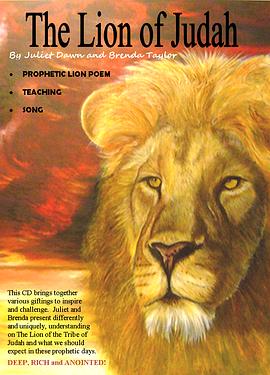 The Lion of Judah
By Juliet Dawn and Brenda Taylor
• PROPHETIC LION POEM
• TEACHING
• SONG
This CD brings together
various giftings to inspire
and challenge. Juliet and
Brenda present differently
and uniquely, understanding
on The Lion of the Tribe of
Judah and what we should
expect in these prophetic days.
DEEP, RICH and ANOINTED!